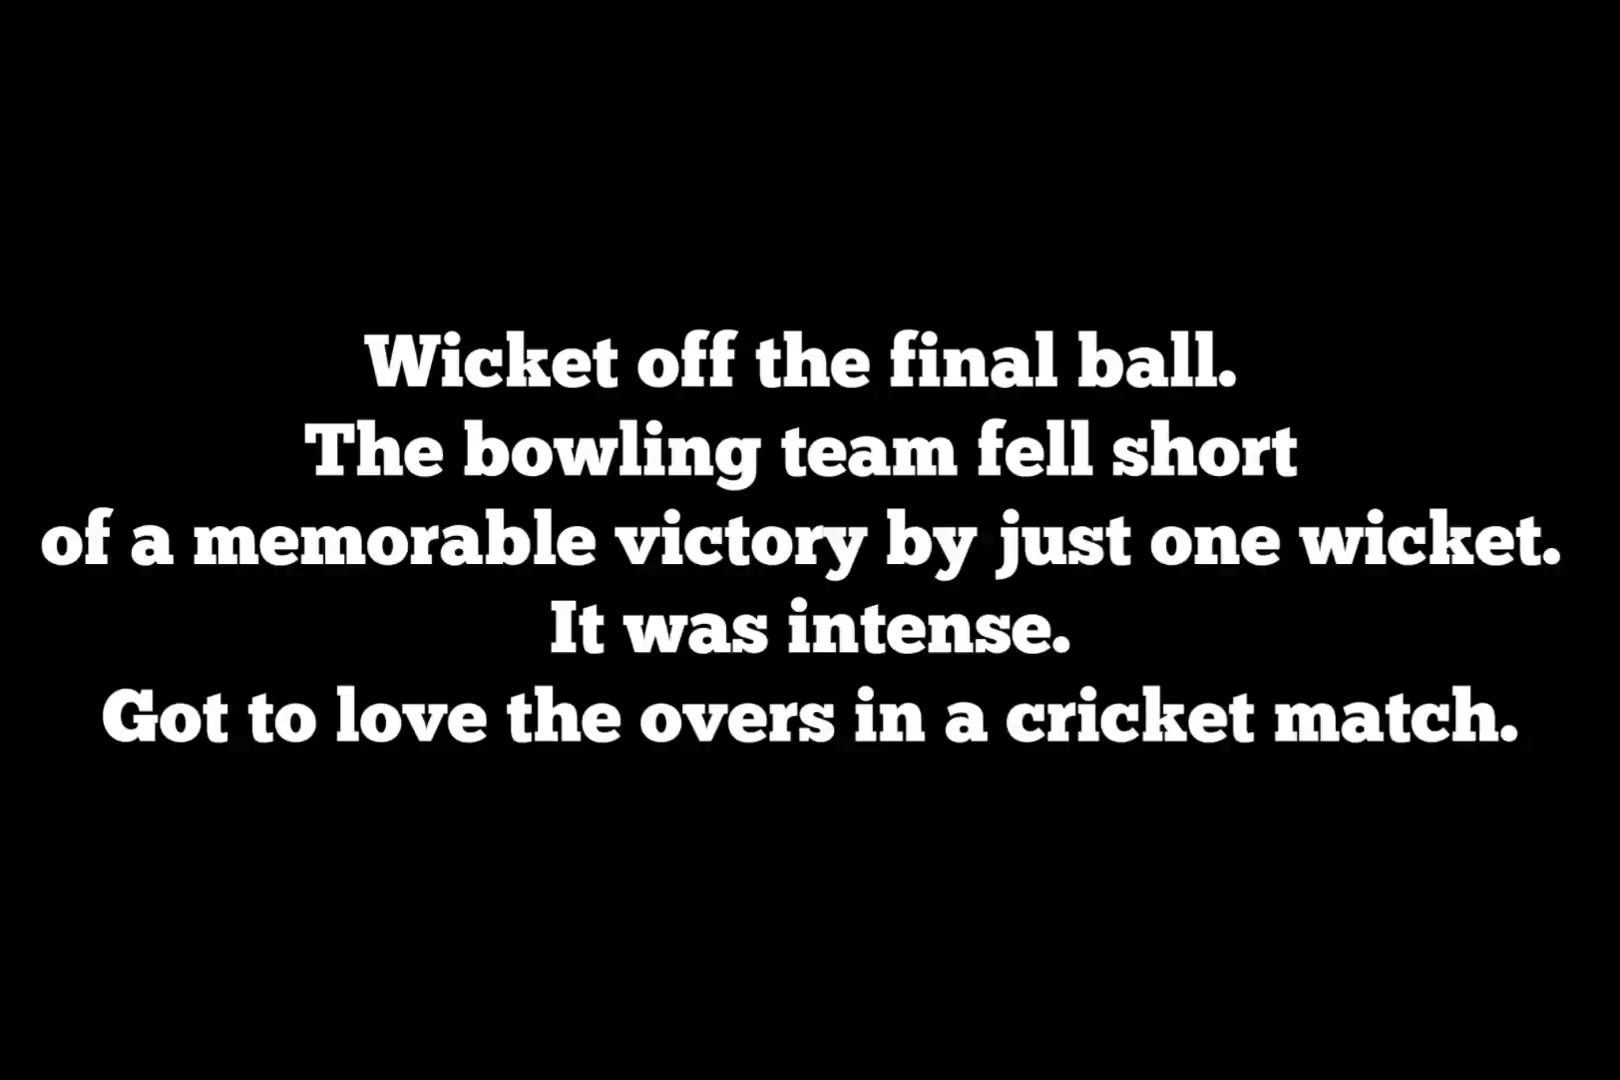 Wicket off the final ball.
The bowling team fell short
of a memorable victory by just one wicket.
It was intense.
Got to love the overs in a cricket match.